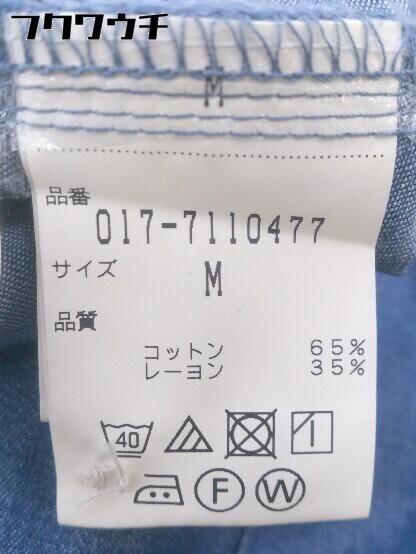 フクワウチ
M
品番
017-7110477
サイズ
M
品質
コットン 65%
レーヨン 35%
40
F W